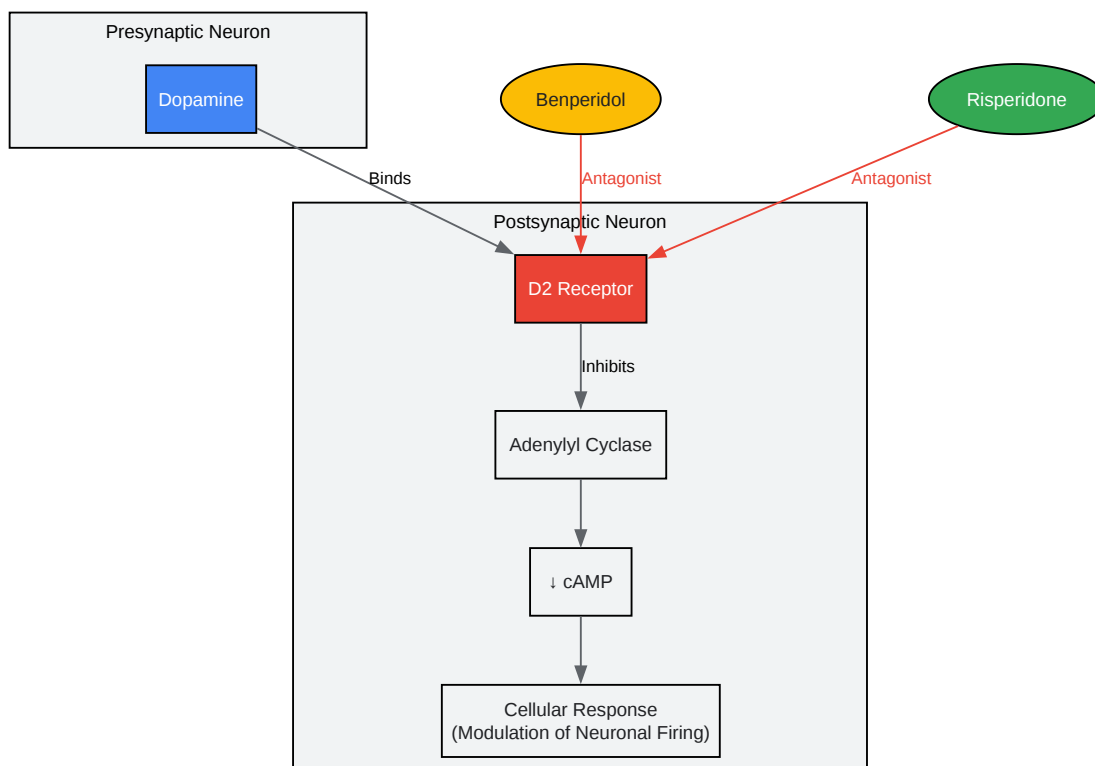 Presynaptic Neuron
Dopamine
Benperidol
Risperidone
Binds
Antagonist
Antagonist
Postsynaptic Neuron
D2 Receptor
Inhibits
Adenylyl Cyclase
↓ cAMP
Cellular Response
(Modulation of Neuronal Firing)